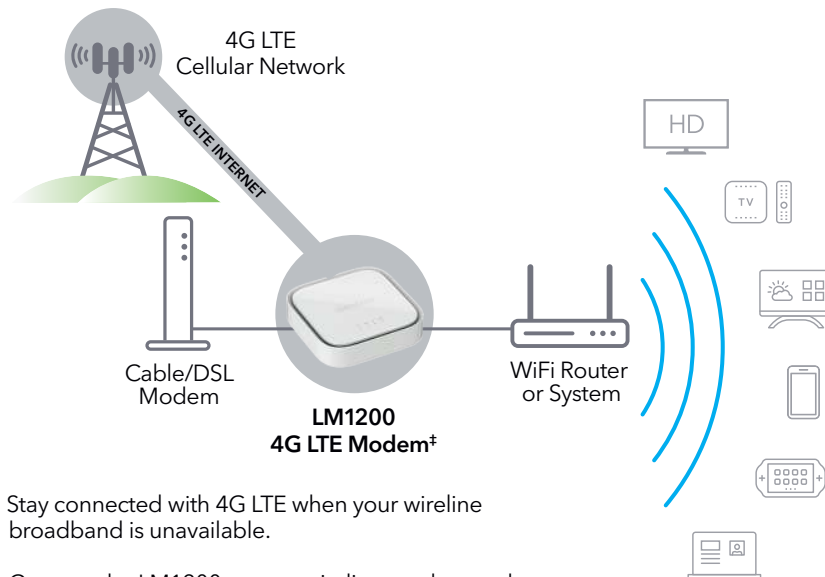 4G LTE
Cellular Network
4G LTE INTERNET
HD
TV
Cable/DSL
Modem
WiFi Router
or System
LM1200
4G LTE Modem‡
Stay connected with 4G LTE when your wireline
broadband is unavailable.